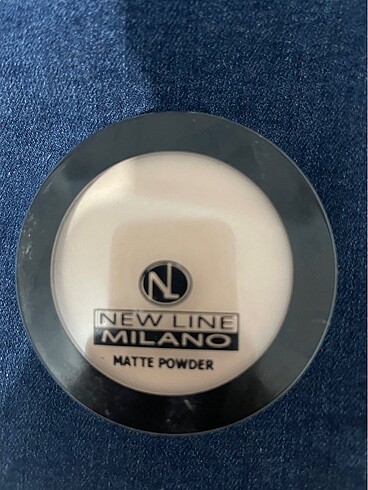 NL
NEW LINE
MILANO
MATTE POWDER